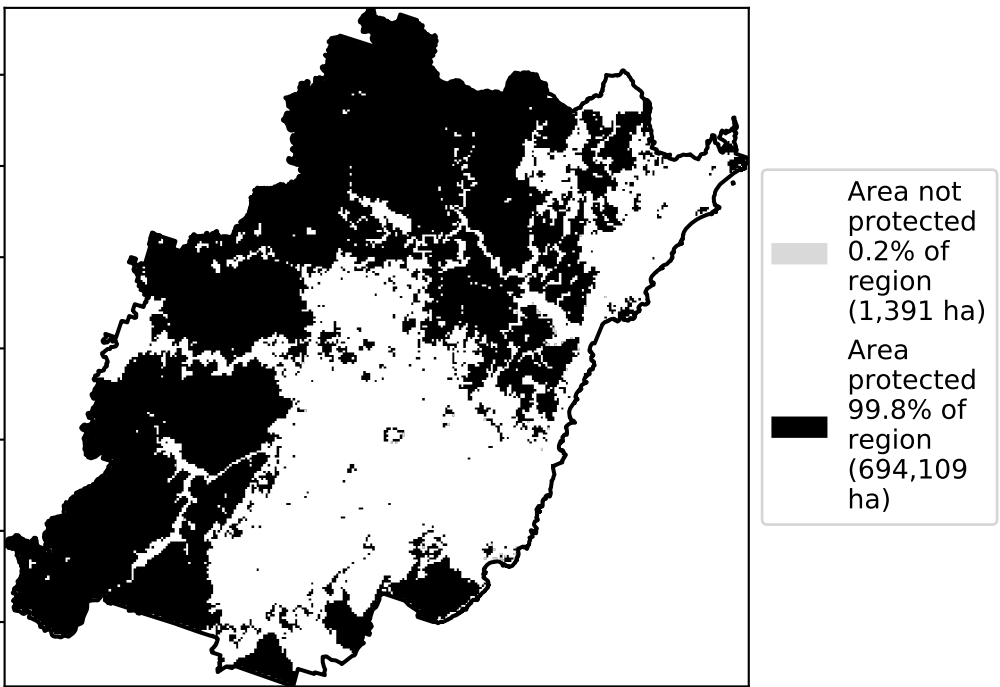 Area not
protected
0.2% of
region
(1,391 ha)
Area
protected
99.8% of
region
(694,109
ha)